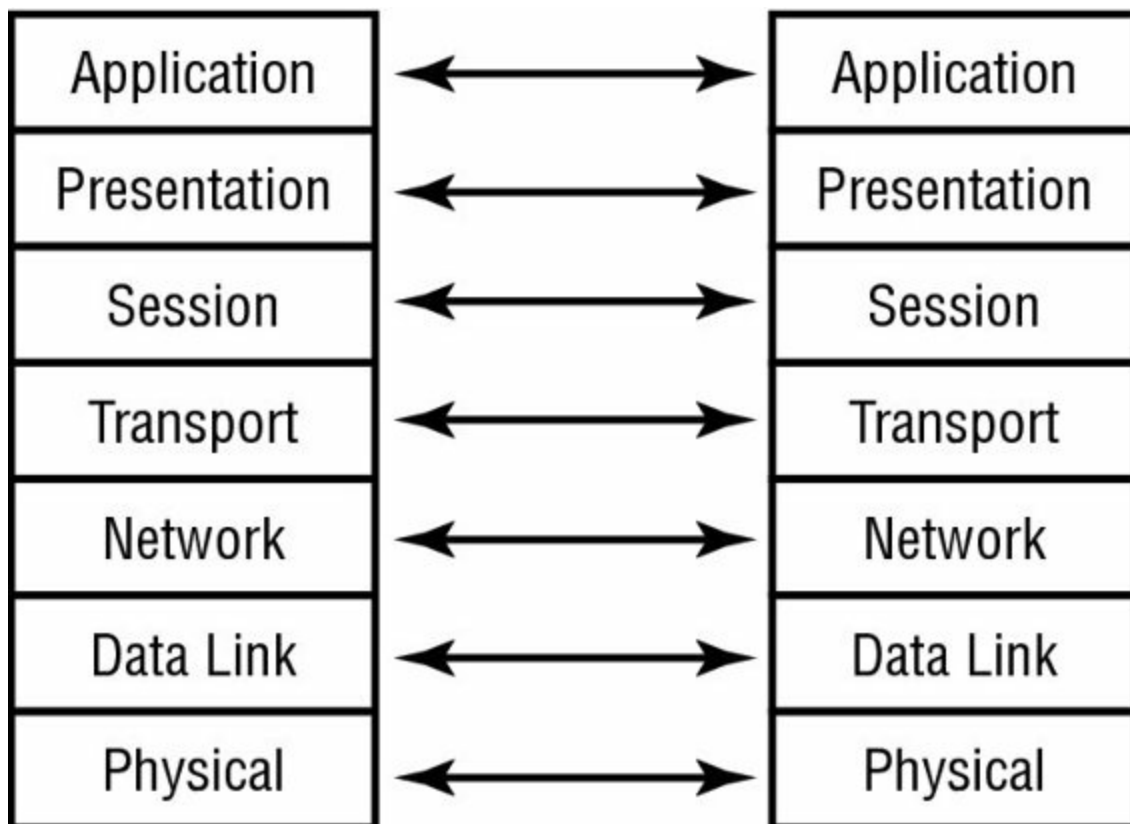 Application
Application
Presentation
Presentation
Session
Session
Transport
Transport
Network
Network
Data Link
Data Link
Physical
Physical